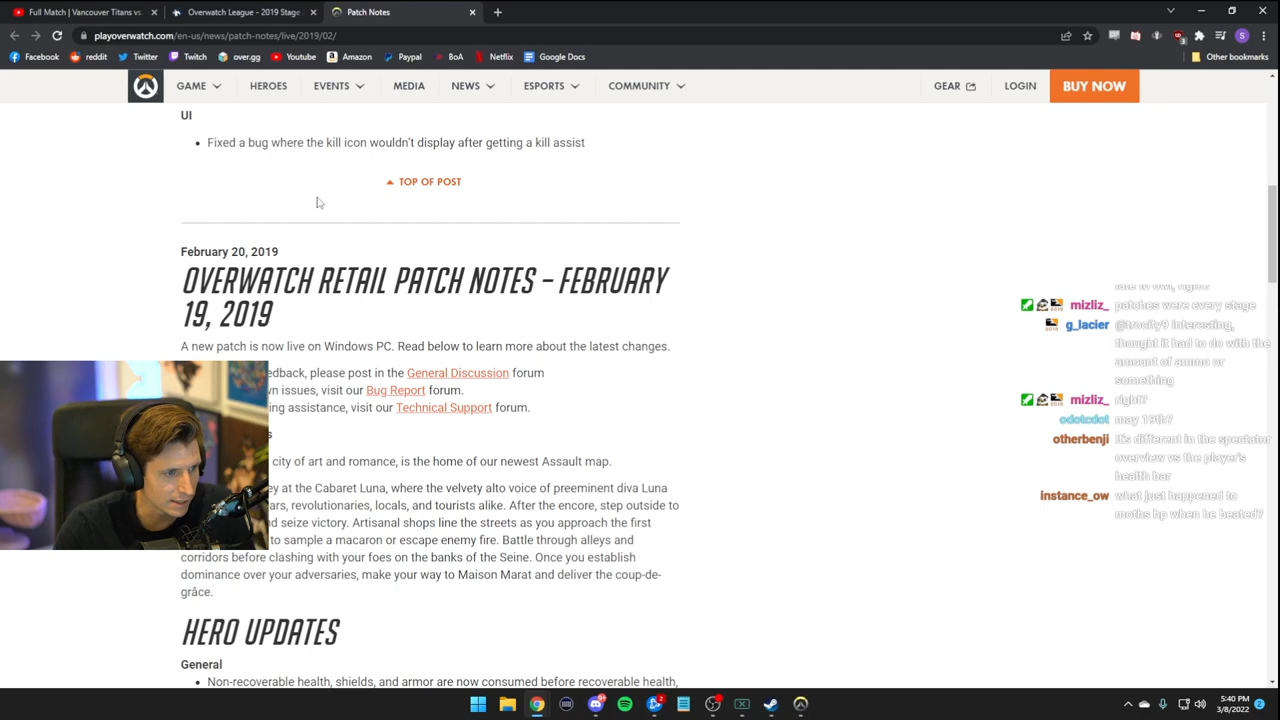 Full Match | Vancouver Titans vs.
Overwatch League - 2019 Stage
Patch Notes
playoverwatch.com/en-us/news/patch-notes/live/2019/02/
Facebook
reddit
Twitter
Twitch
over.gg
Youtube
Amazon
Paypal
BoA
Netflix
Google Docs
Other bookmarks
GAME
HEROES
EVENTS
MEDIA
NEWS
ESPORTS
COMMUNITY
GEAR
LOGIN
BUY NOW
UI
Fixed a bug where the kill icon wouldn't display after getting a kill assist
TOP OF POST
February 20, 2019
OVERWATCH RETAIL PATCH NOTES – FEBRUARY
19, 2019
A new patch is now live on Windows PC. Read below to learn more about the latest changes.
edback, please post in the General Discussion forum
wn issues, visit our Bug Report forum.
ing assistance, visit our Technical Support forum.
s
city of art and romance, is the home of our newest Assault map.
ey at the Cabaret Luna, where the velvety alto voice of preeminent diva Luna
ars, revolutionaries, locals, and tourists alike. After the encore, step outside to
nd seize victory. Artisanal shops line the streets as you approach the first
to sample a macaron or escape enemy fire. Battle through alleys and
corridors before clashing with your foes on the banks of the Seine. Once you establish
dominance over your adversaries, make your way to Maison Marat and deliver the coup-de-
grâce.
HERO UPDATES
General
Non-recoverable health, shields, and armor are now consumed before recoverable health,
mizliz_ patches were every stage
g_lacier @trocity9 interesting,
thought it had to do with the
amount of ammo or
something
mizliz_ right?
odotcdot may 19th?
otherbenji it's different in the spectator
overview vs the player's
health bar
instance_ow what just happened to
moths hp when he beated?
5:40 PM
3/8/2022